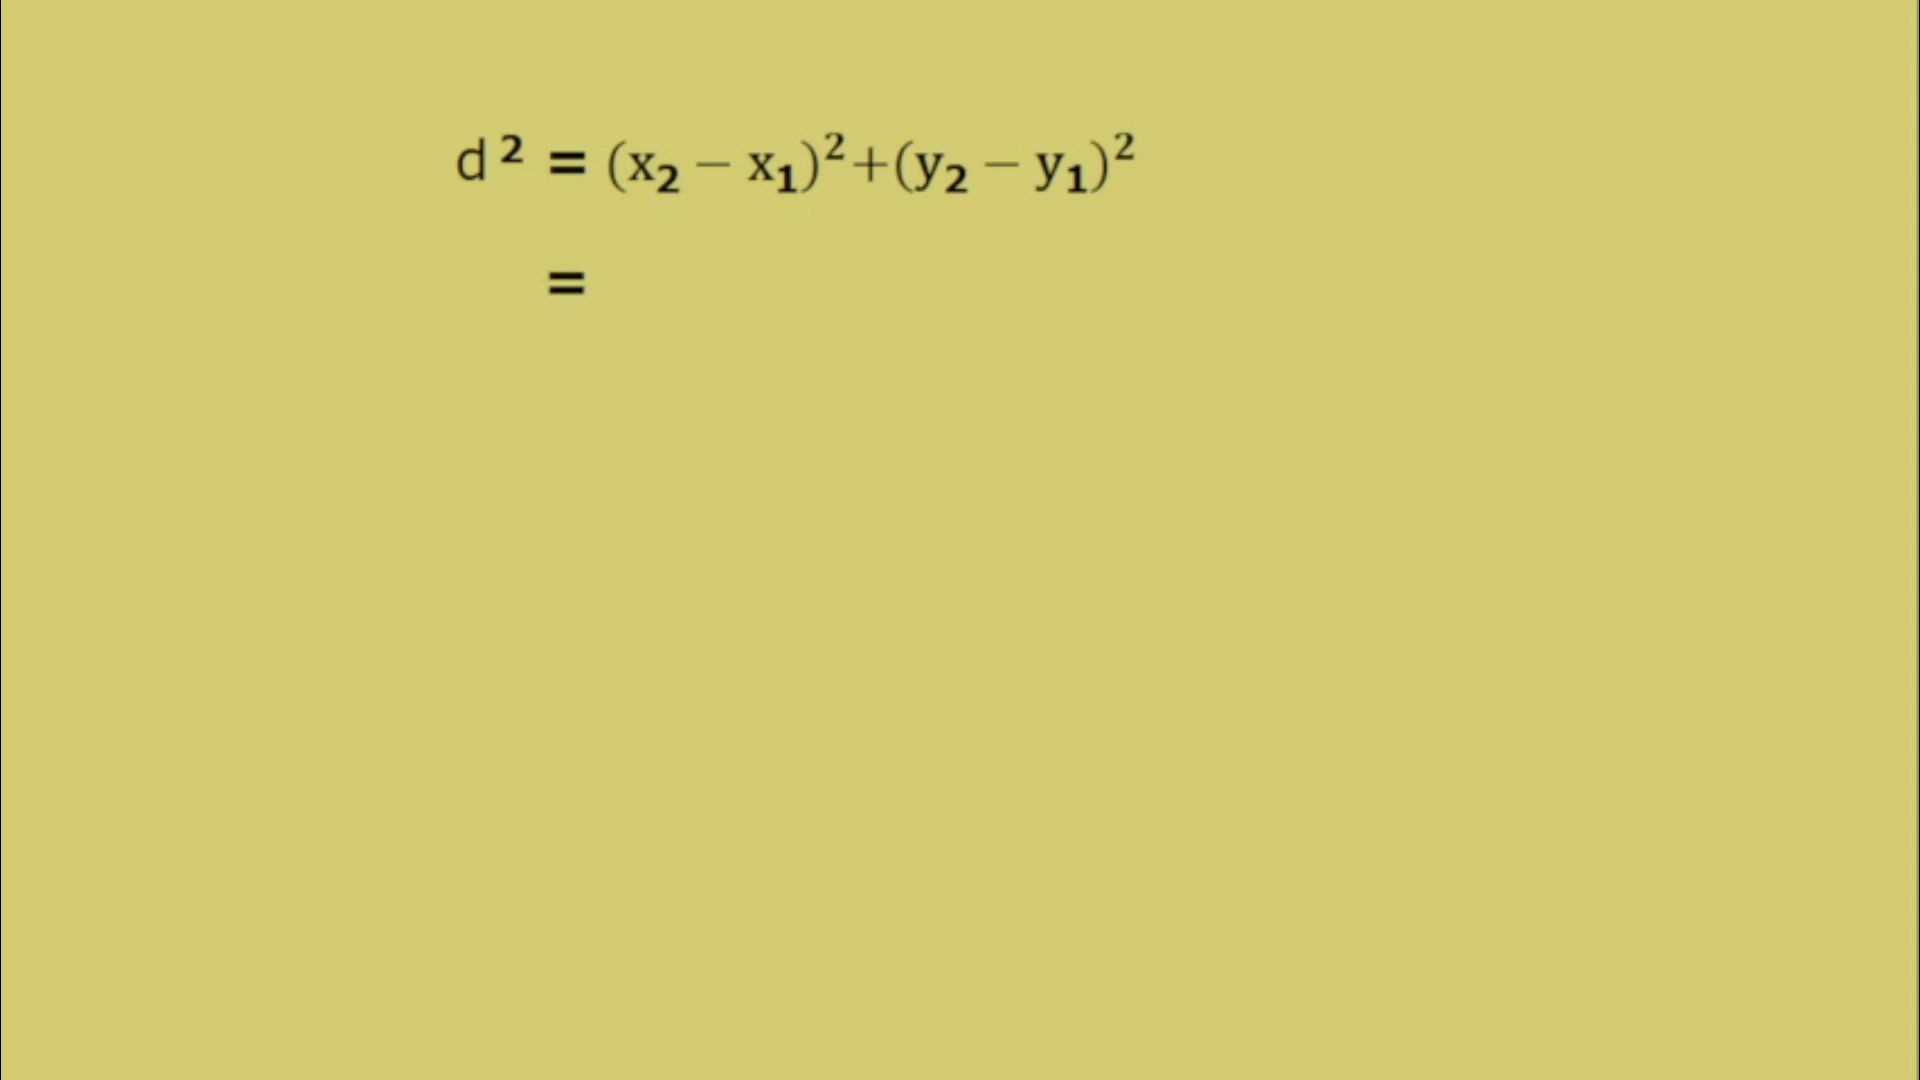 d² = (x₂ − x₁)²+(y₂ − y₁)²
=